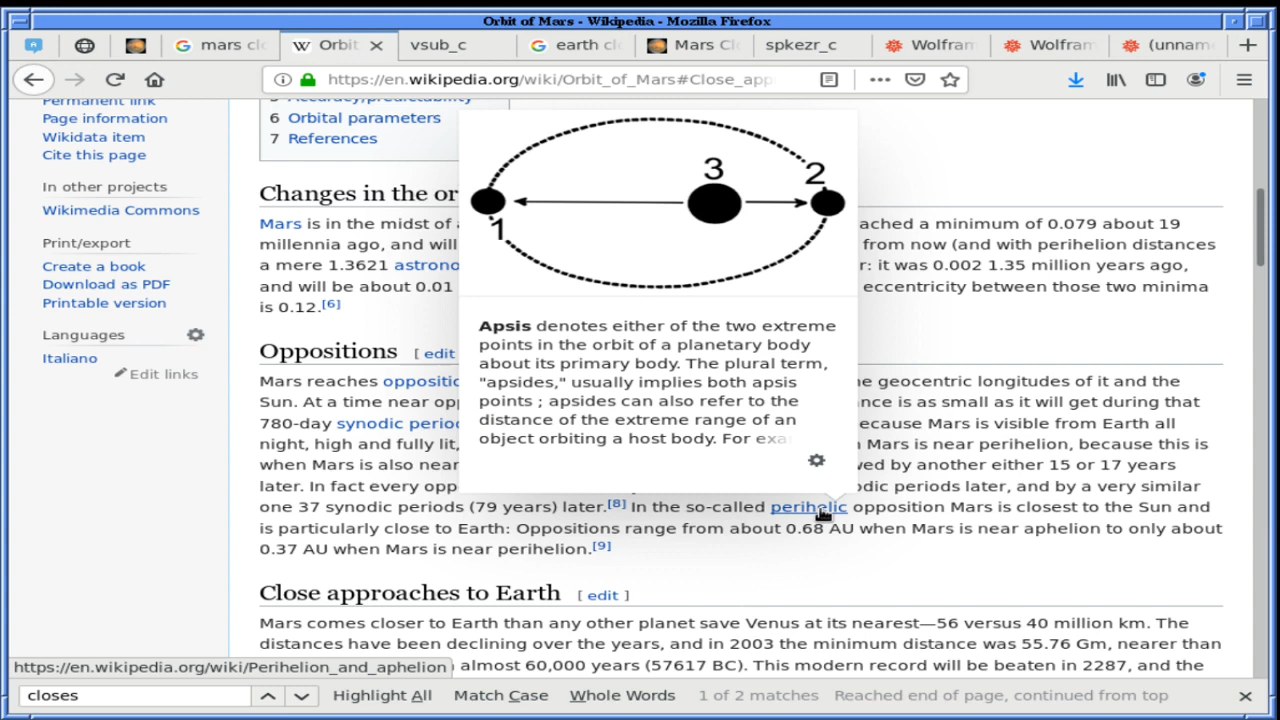 Orbit of Mars - Wikipedia - Mozilla Firefox
mars cl
Orbit
vsub_c
earth cl
Mars Cl
spkezr_c
Wolfran
Wolfran
(unnam
https://en.wikipedia.org/wiki/Orbit_of_Mars#Close_app
Permanent link
Page information
Wikidata item
Cite this page
In other projects
Wikimedia Commons
Print/export
Create a book
Download as PDF
Printable version
Languages
Italiano
Edit links
5 Accuracy/predictability
6 Orbital parameters
7 References
Changes in the or
Mars is in the midst of ached a minimum of 0.079 about 19
millennia ago, and will from now (and with perihelion distances
a mere 1.3621 astrono r: it was 0.002 1.35 million years ago,
and will be about 0.01 eccentricity between those two minima
is 0.12.[6]
3
2
1
Apsis denotes either of the two extreme
points in the orbit of a planetary body
about its primary body. The plural term,
"apsides," usually implies both apsis
points ; apsides can also refer to the
distance of the extreme range of an
object orbiting a host body. For exa
Oppositions [ edit
Mars reaches oppositio e geocentric longitudes of it and the
Sun. At a time near opp ance is as small as it will get during that
780-day synodic perio ecause Mars is visible from Earth all
night, high and fully lit, Mars is near perihelion, because this is
when Mars is also near wed by another either 15 or 17 years
later. In fact every opp odic periods later, and by a very similar
one 37 synodic periods (79 years) later.[8] In the so-called perihelic opposition Mars is closest to the Sun and
is particularly close to Earth: Oppositions range from about 0.68 AU when Mars is near aphelion to only about
0.37 AU when Mars is near perihelion.[9]
Close approaches to Earth [ edit ]
Mars comes closer to Earth than any other planet save Venus at its nearest—56 versus 40 million km. The
distances have been declining over the years, and in 2003 the minimum distance was 55.76 Gm, nearer than
almost 60,000 years (57617 BC). This modern record will be beaten in 2287, and the
https://en.wikipedia.org/wiki/Perihelion_and_aphelion
closes
Highlight All
Match Case
Whole Words
1 of 2 matches
Reached end of page, continued from top